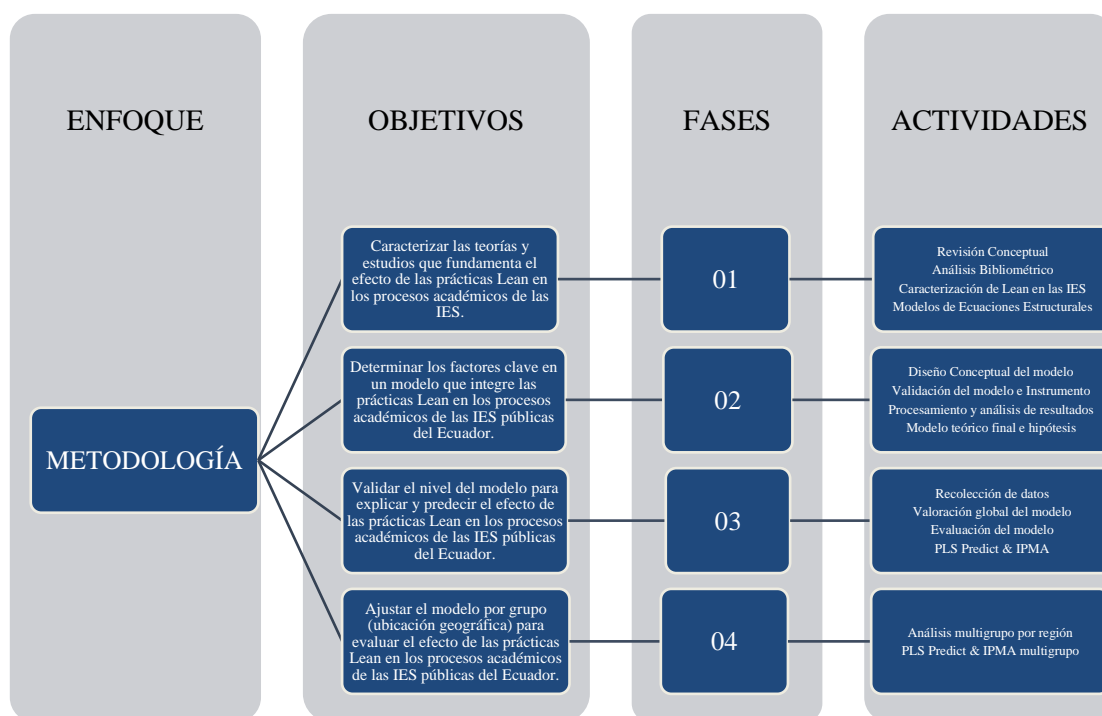 ENFOQUE
OBJETIVOS
FASES
ACTIVIDADES
METODOLOGÍA
Caracterizar las teorías y
estudios que fundamenta el
efecto de las prácticas Lean en
los procesos académicos de las
IES.
01
Revisión Conceptual
Análisis Bibliométrico
Caracterización de Lean en las IES
Modelos de Ecuaciones Estructurales
Determinar los factores clave en
un modelo que integre las
prácticas Lean en los procesos
académicos de las IES públicas
del Ecuador.
02
Diseño Conceptual del modelo
Validación del modelo e Instrumento
Procesamiento y análisis de resultados
Modelo teórico final e hipótesis
Validar el nivel del modelo para
explicar y predecir el efecto de
las prácticas Lean en los procesos
académicos de las IES públicas
del Ecuador.
03
Recolección de datos
Valoración global del modelo
Evaluación del modelo
PLS Predict & IPMA
Ajustar el modelo por grupo
(ubicación geográfica) para
evaluar el efecto de las prácticas
Lean en los procesos académicos
de las IES públicas del Ecuador.
04
Análisis multigrupo por región
PLS Predict & IPMA multigrupo